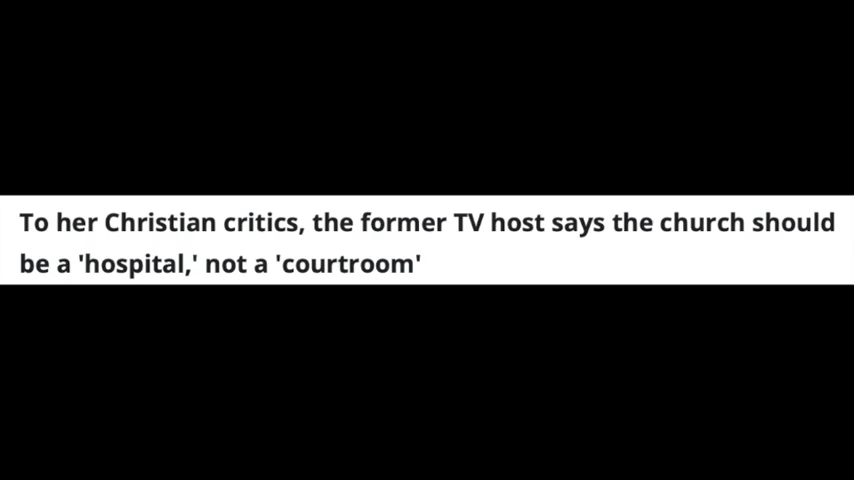 To her Christian critics, the former TV host says the church should
be a 'hospital,' not a 'courtroom'